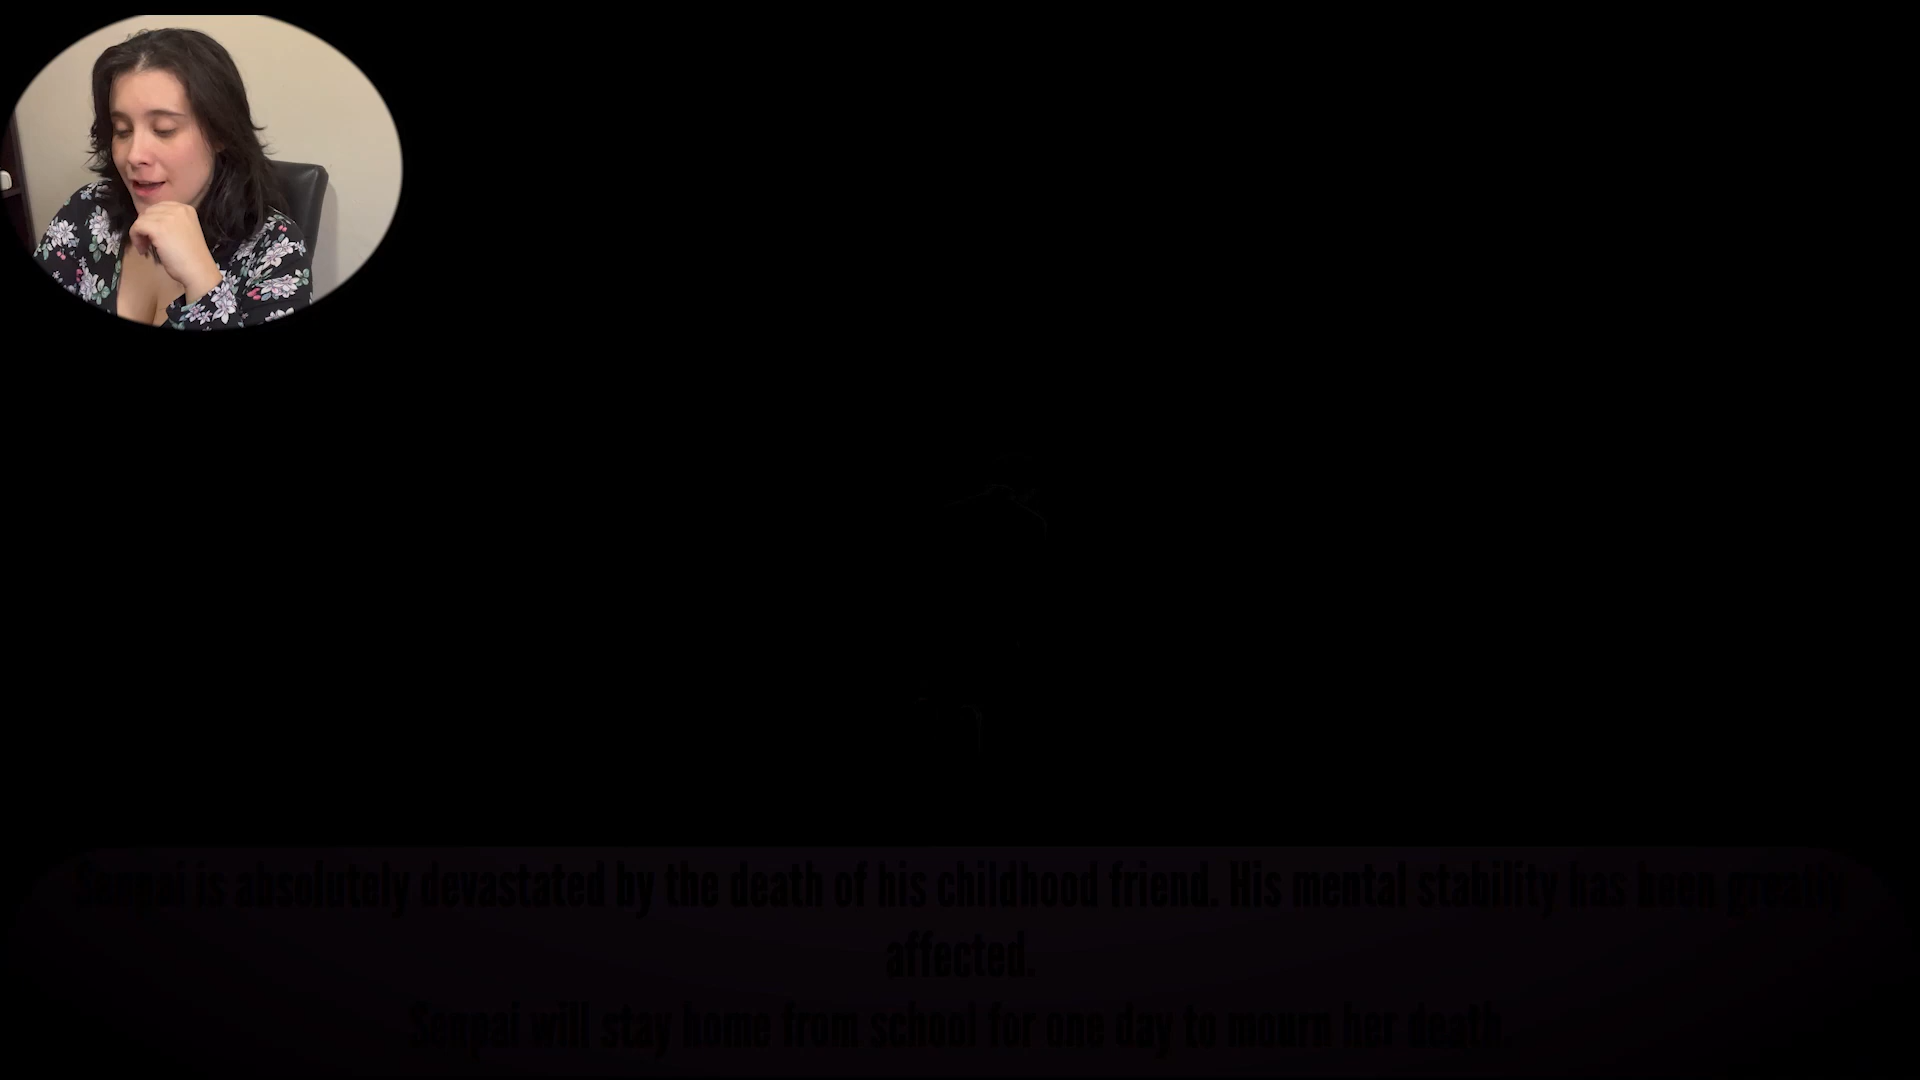 Senpai is absolutely devastated by the death of his childhood friend. His mental stability has been greatly
affected.
Senpai will stay home from school for one day to mourn her death.